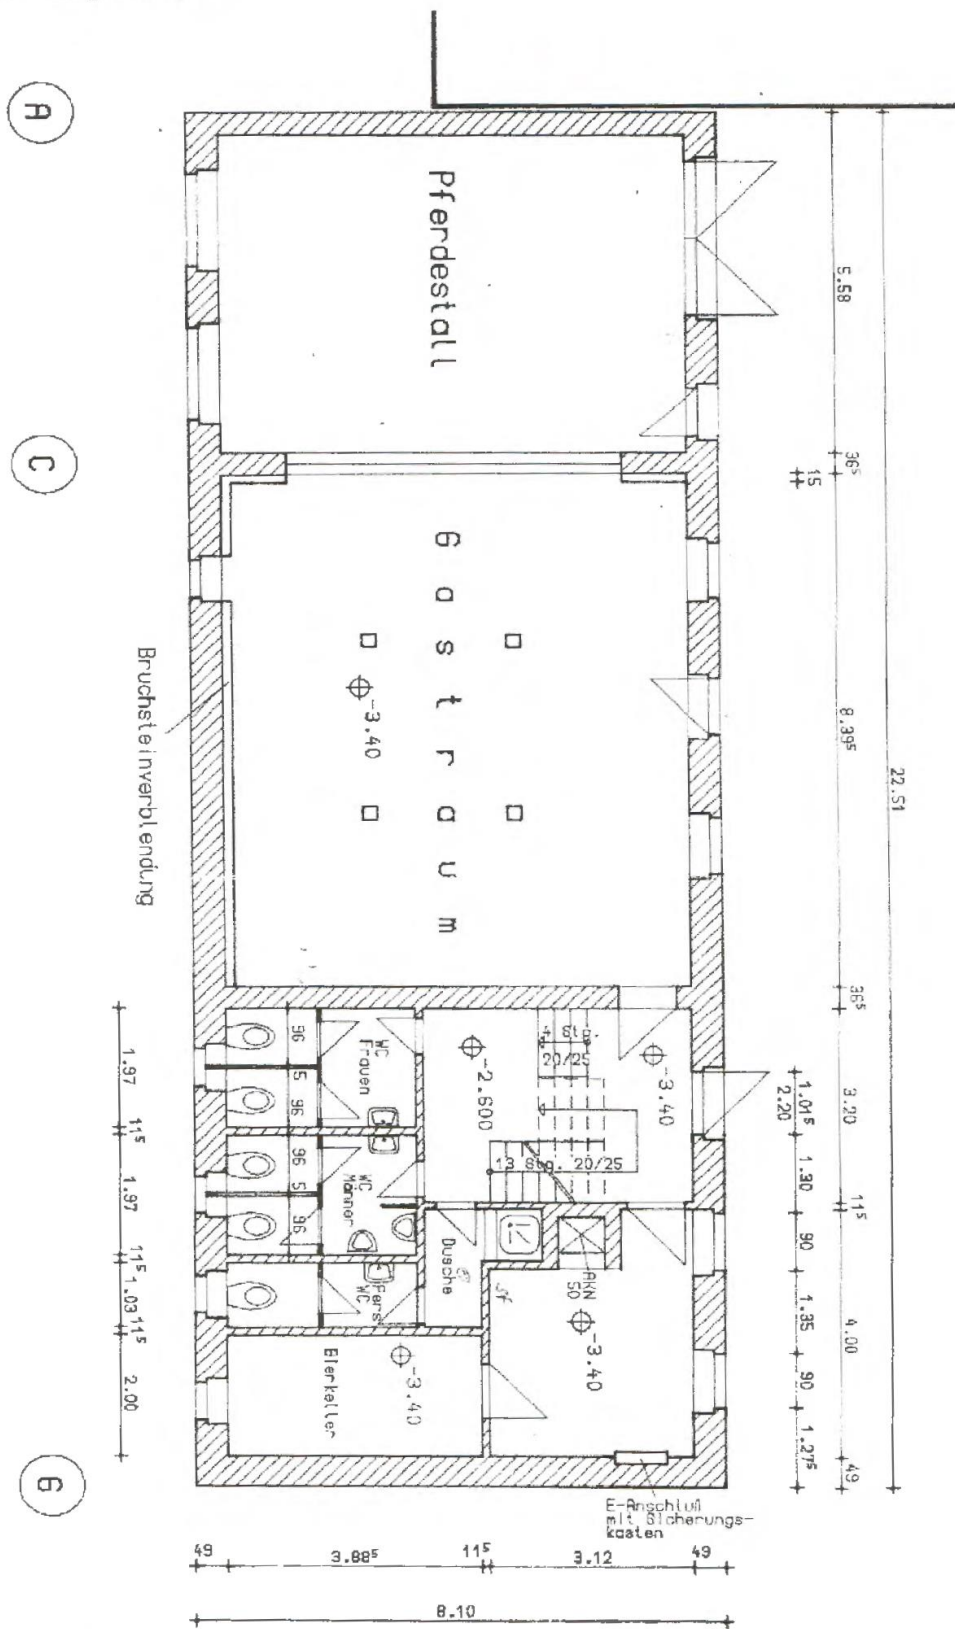 A
C
G
Pferdestall
Gastraum
-3.40
Bruchsteinverblendung
5.58
36⁵
15
8.39⁵
22.51
36⁵
3.20
1.01⁵
2.20
1.30
11⁵
90
1.35
4.00
90
1.27⁵
49
4 Stg.
20/25
-3.40
-2.600
13 Stg. 20/25
96
5
96
WC
Frauen
96
5
96
WC
Männer
Dusche
Pers
WC
AKN
50
-3.40
-3.40
Bierkeller
1.97
11⁵
1.97
11⁵
1.03
11⁵
2.00
E-Anschluß
mit Sicherungs-
kasten
49
3.88⁵
11⁵
3.12
49
8.10